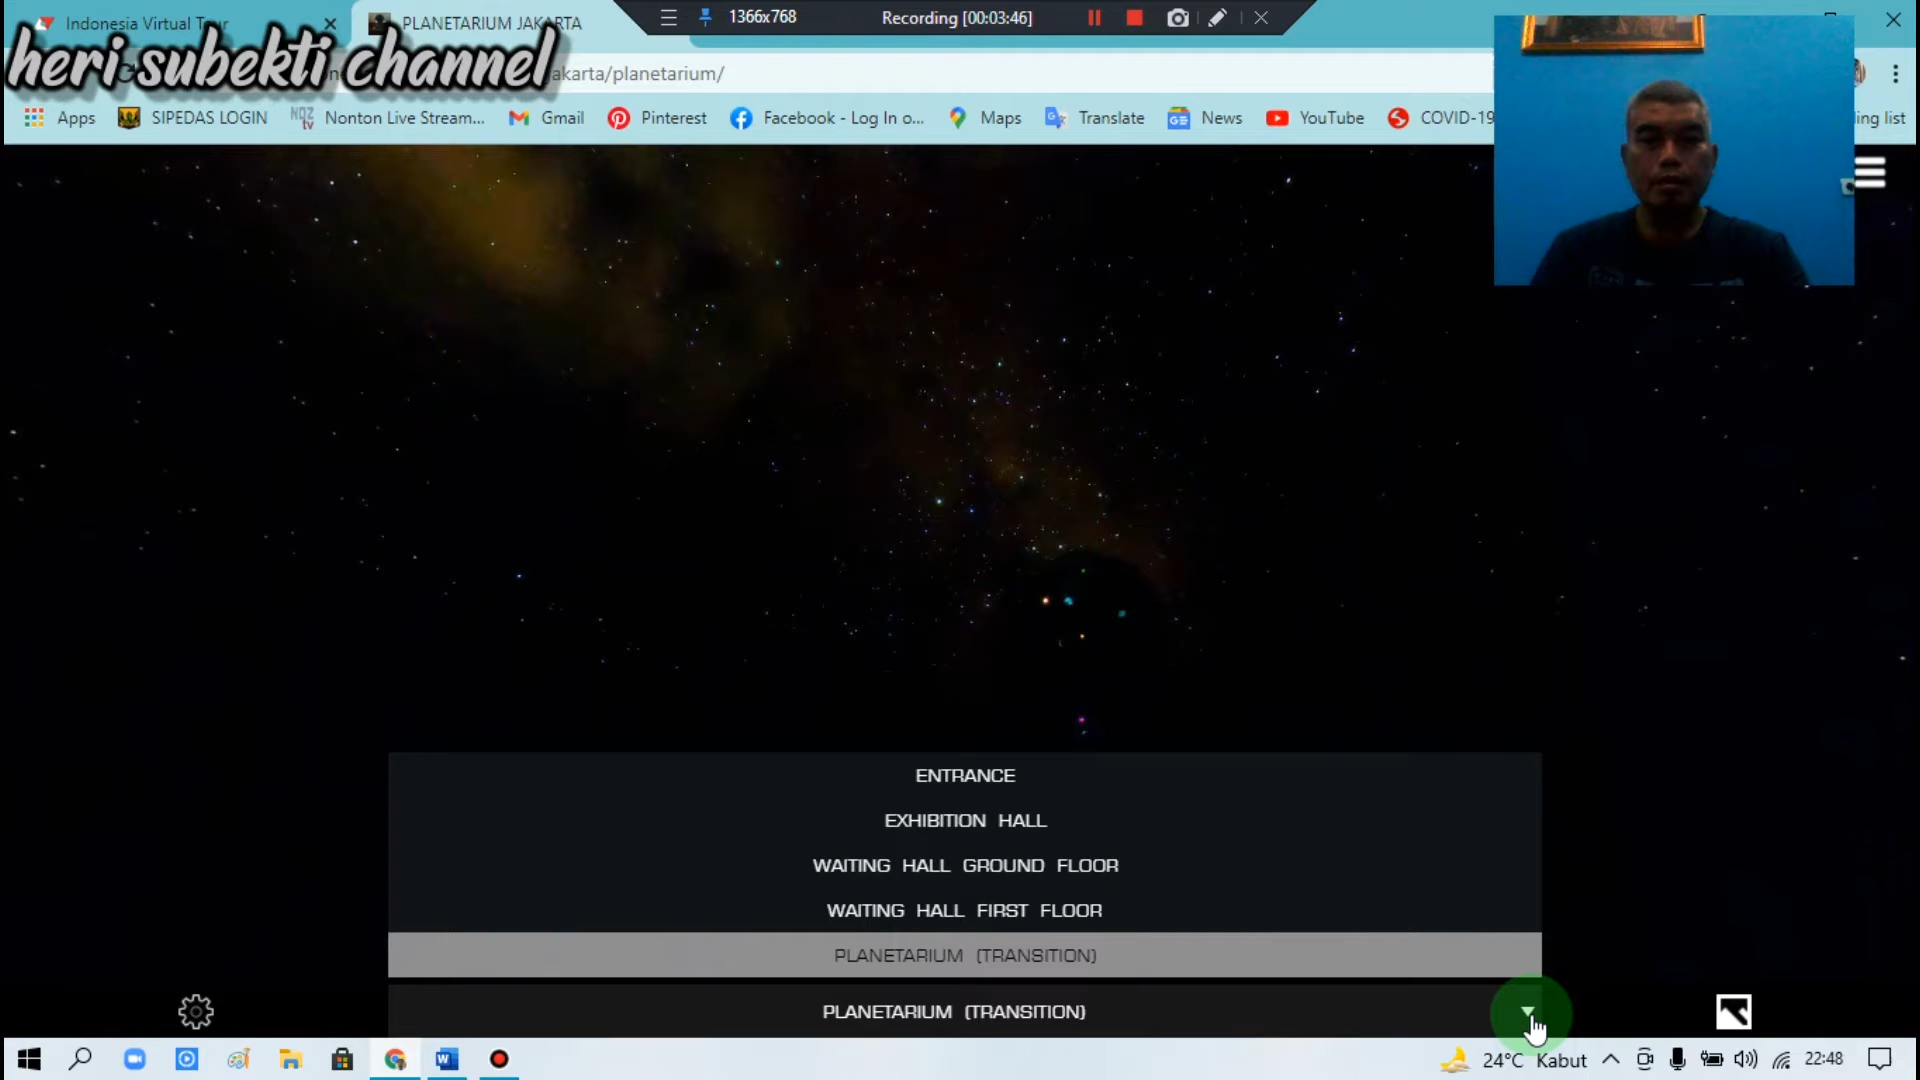 Indonesia Virtual Tour
PLANETARIUM JAKARTA
1366x768
Recording [00:03:46]
heri subekti channel
akarta/planetarium/
Apps
SIPEDAS LOGIN
Nonton Live Stream...
Gmail
Pinterest
Facebook - Log In o...
Maps
Translate
News
YouTube
COVID-19
ing list
ENTRANCE
EXHIBITION HALL
WAITING HALL GROUND FLOOR
WAITING HALL FIRST FLOOR
PLANETARIUM (TRANSITION)
PLANETARIUM (TRANSITION)
24°C Kabut
22:48